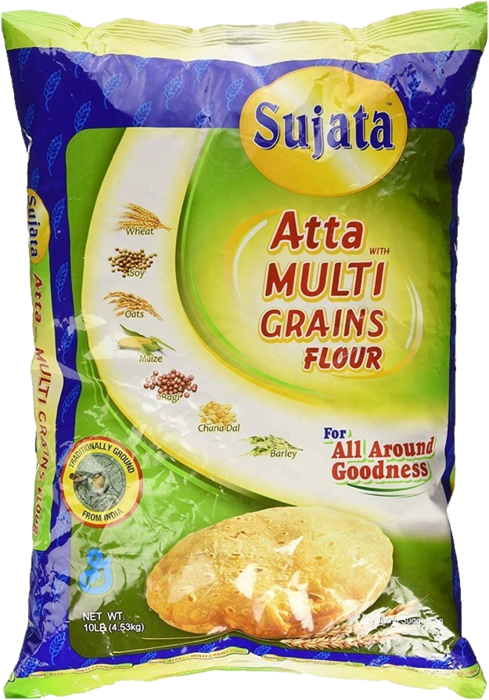 Sujata
TM
Atta
WITH
MULTI
GRAINS
FLOUR
Wheat
Soy
Oats
Maize
Ragi
Chana Dal
Barley
For
All Around
Goodness
TRADITIONALLY GROUND
FROM INDIA
NET WT.
10LB (4.53kg)
Sujata Atta WITH MULTI GRAINS FLOUR